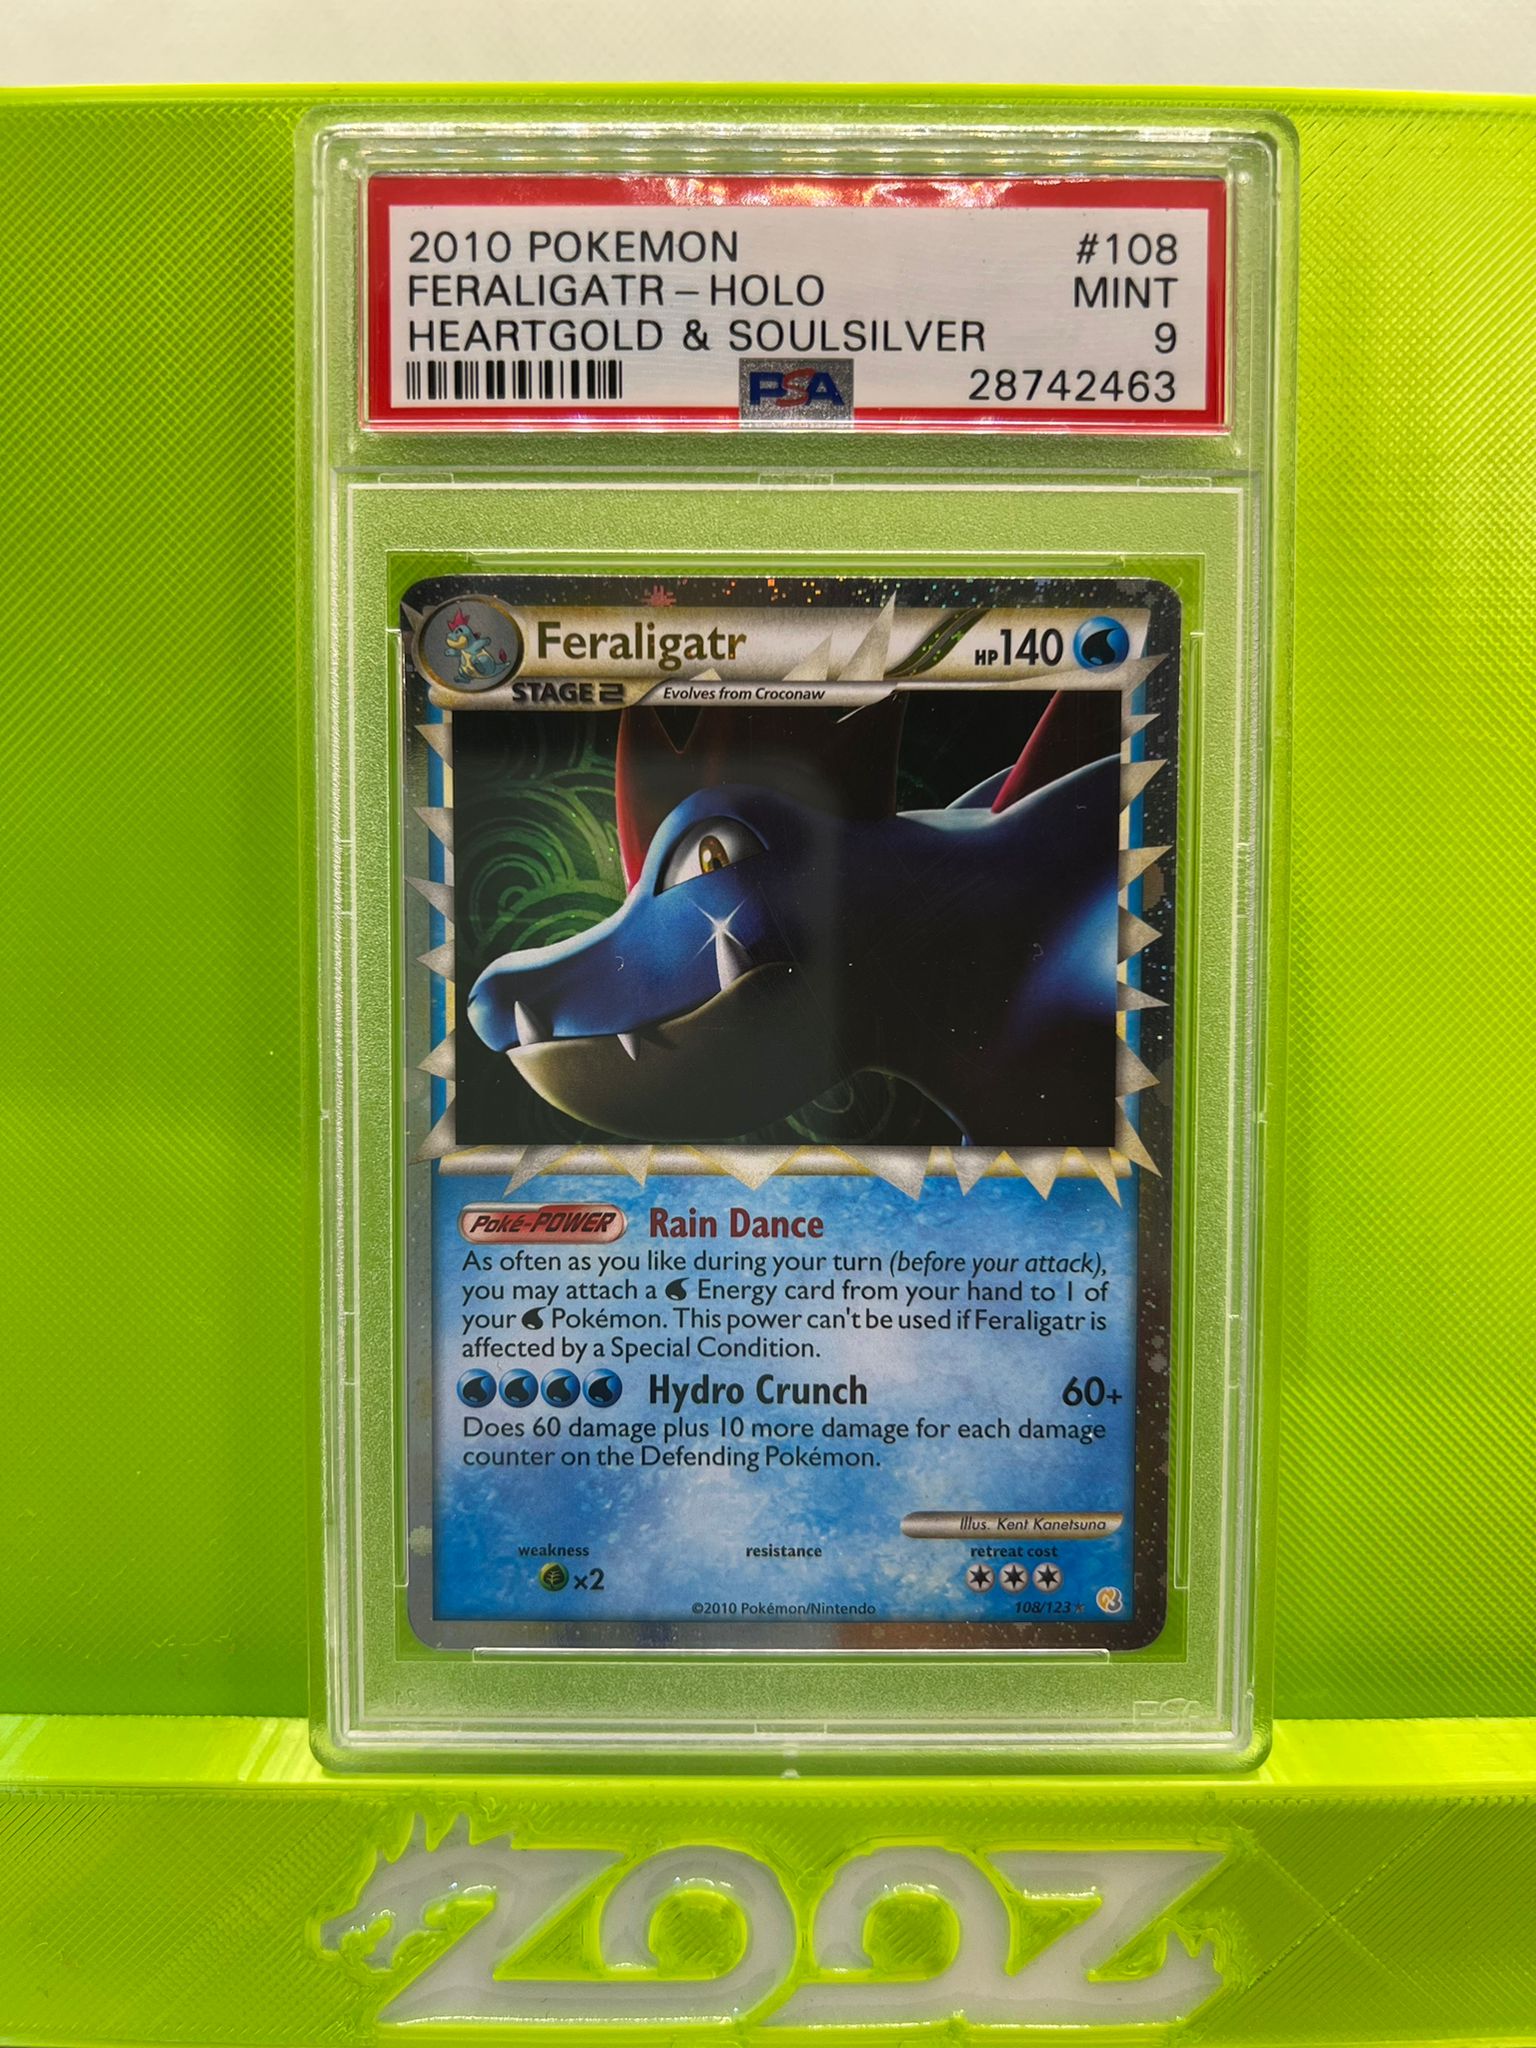 2010 POKEMON #108
FERALIGATR-HOLO MINT
HEARTGOLD & SOULSILVER 9
PSA 28742463
Feraligatr HP140
STAGE 2 Evolves from Croconaw
Poké-POWER Rain Dance
As often as you like during your turn (before your attack),
you may attach a Energy card from your hand to 1 of
your Pokémon. This power can't be used if Feraligatr is
affected by a Special Condition.
Hydro Crunch 60+
Does 60 damage plus 10 more damage for each damage
counter on the Defending Pokémon.
Illus. Kent Kanetsuna
weakness resistance retreat cost
×2
©2010 Pokémon/Nintendo 108/123
PSA
ZOOZ